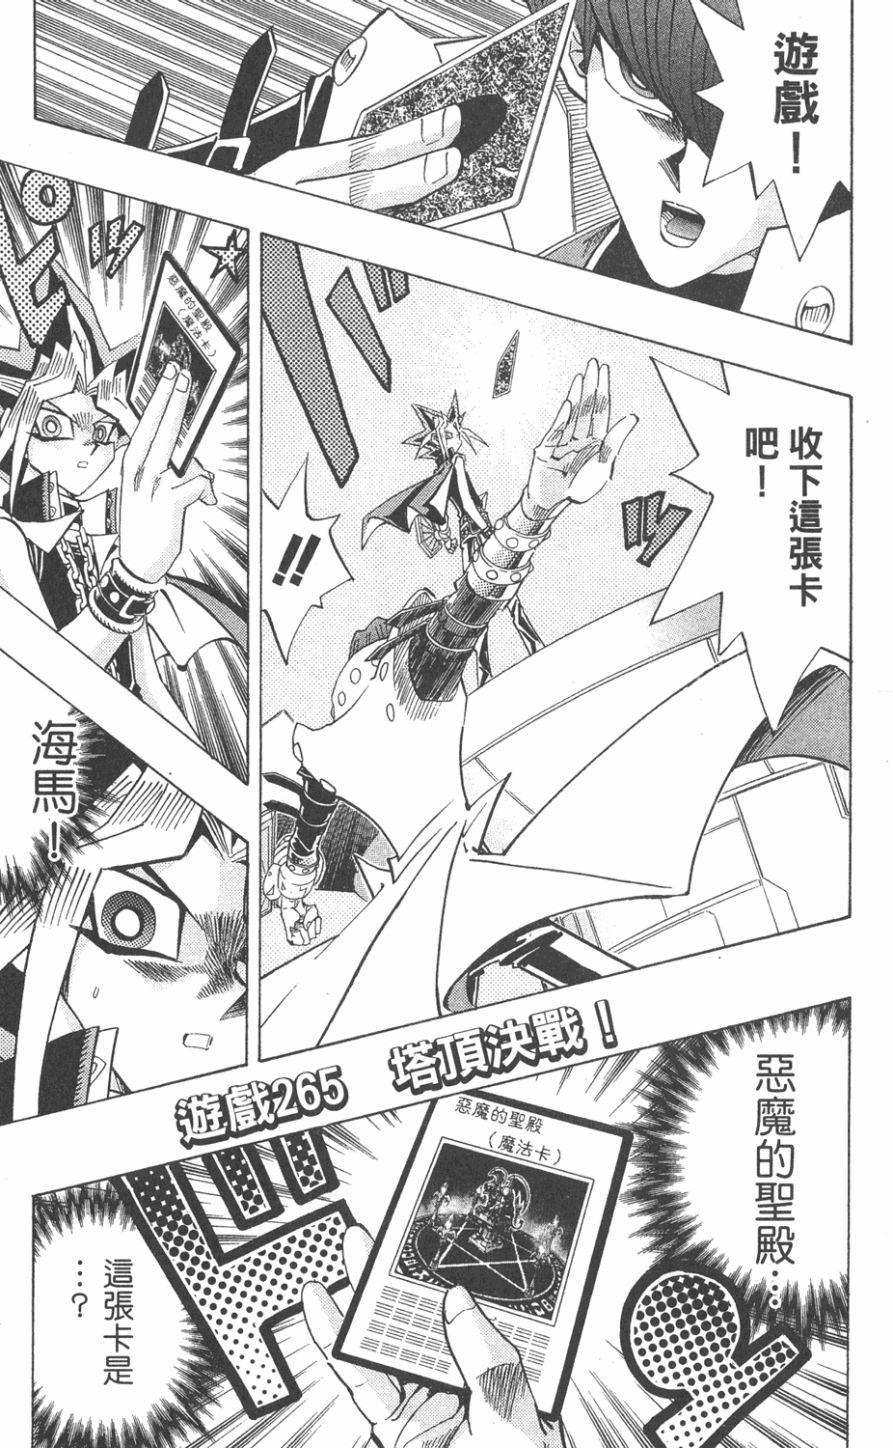 遊戲！
收下這張卡
吧！
!!
惡魔的聖殿
（魔法卡）
海馬！
遊戲265　塔頂決戰！
惡魔的聖殿…
惡魔的聖殿
（魔法卡）
這張卡是
…？